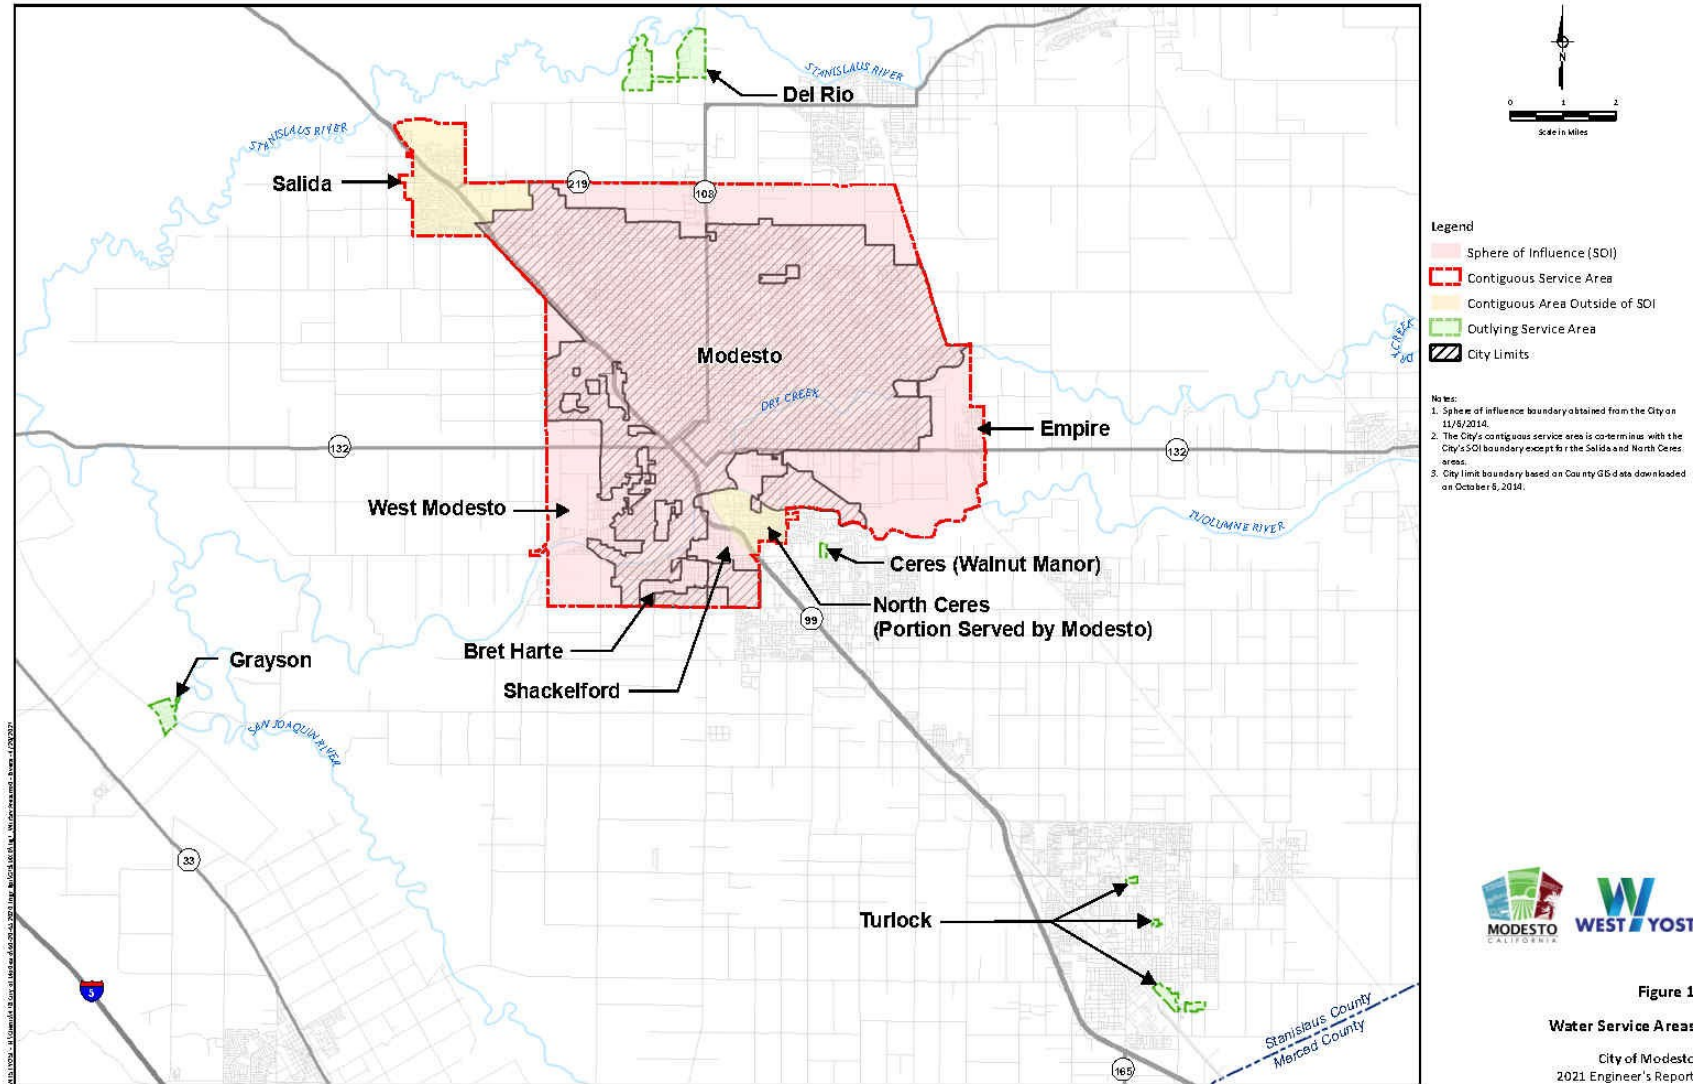 STANISLAUS RIVER
Del Rio
STANISLAUS RIVER
Salida
219
108
Modesto
DRY CREEK
Empire
132
132
West Modesto
TUOLUMNE RIVER
Ceres (Walnut Manor)
North Ceres
(Portion Served by Modesto)
99
Bret Harte
Grayson
Shackelford
SAN JOAQUIN RIVER
33
Turlock
5
Stanislaus County
Merced County
165
N
0 1 2
Scale in Miles
Legend
Sphere of Influence (SOI)
Contiguous Service Area
Contiguous Area Outside of SOI
Outlying Service Area
City Limits
Notes:
1. Sphere of influence boundary obtained from the City on
11/6/2014.
2. The City's contiguous service area is co-terminus with the
City's SOI boundary except for the Salida and North Ceres
areas.
3. City limit boundary based on County GIS data downloaded
on October 6, 2014.
MODESTO
CALIFORNIA
WEST YOST
Figure 1
Water Service Areas
City of Modesto
2021 Engineer's Report